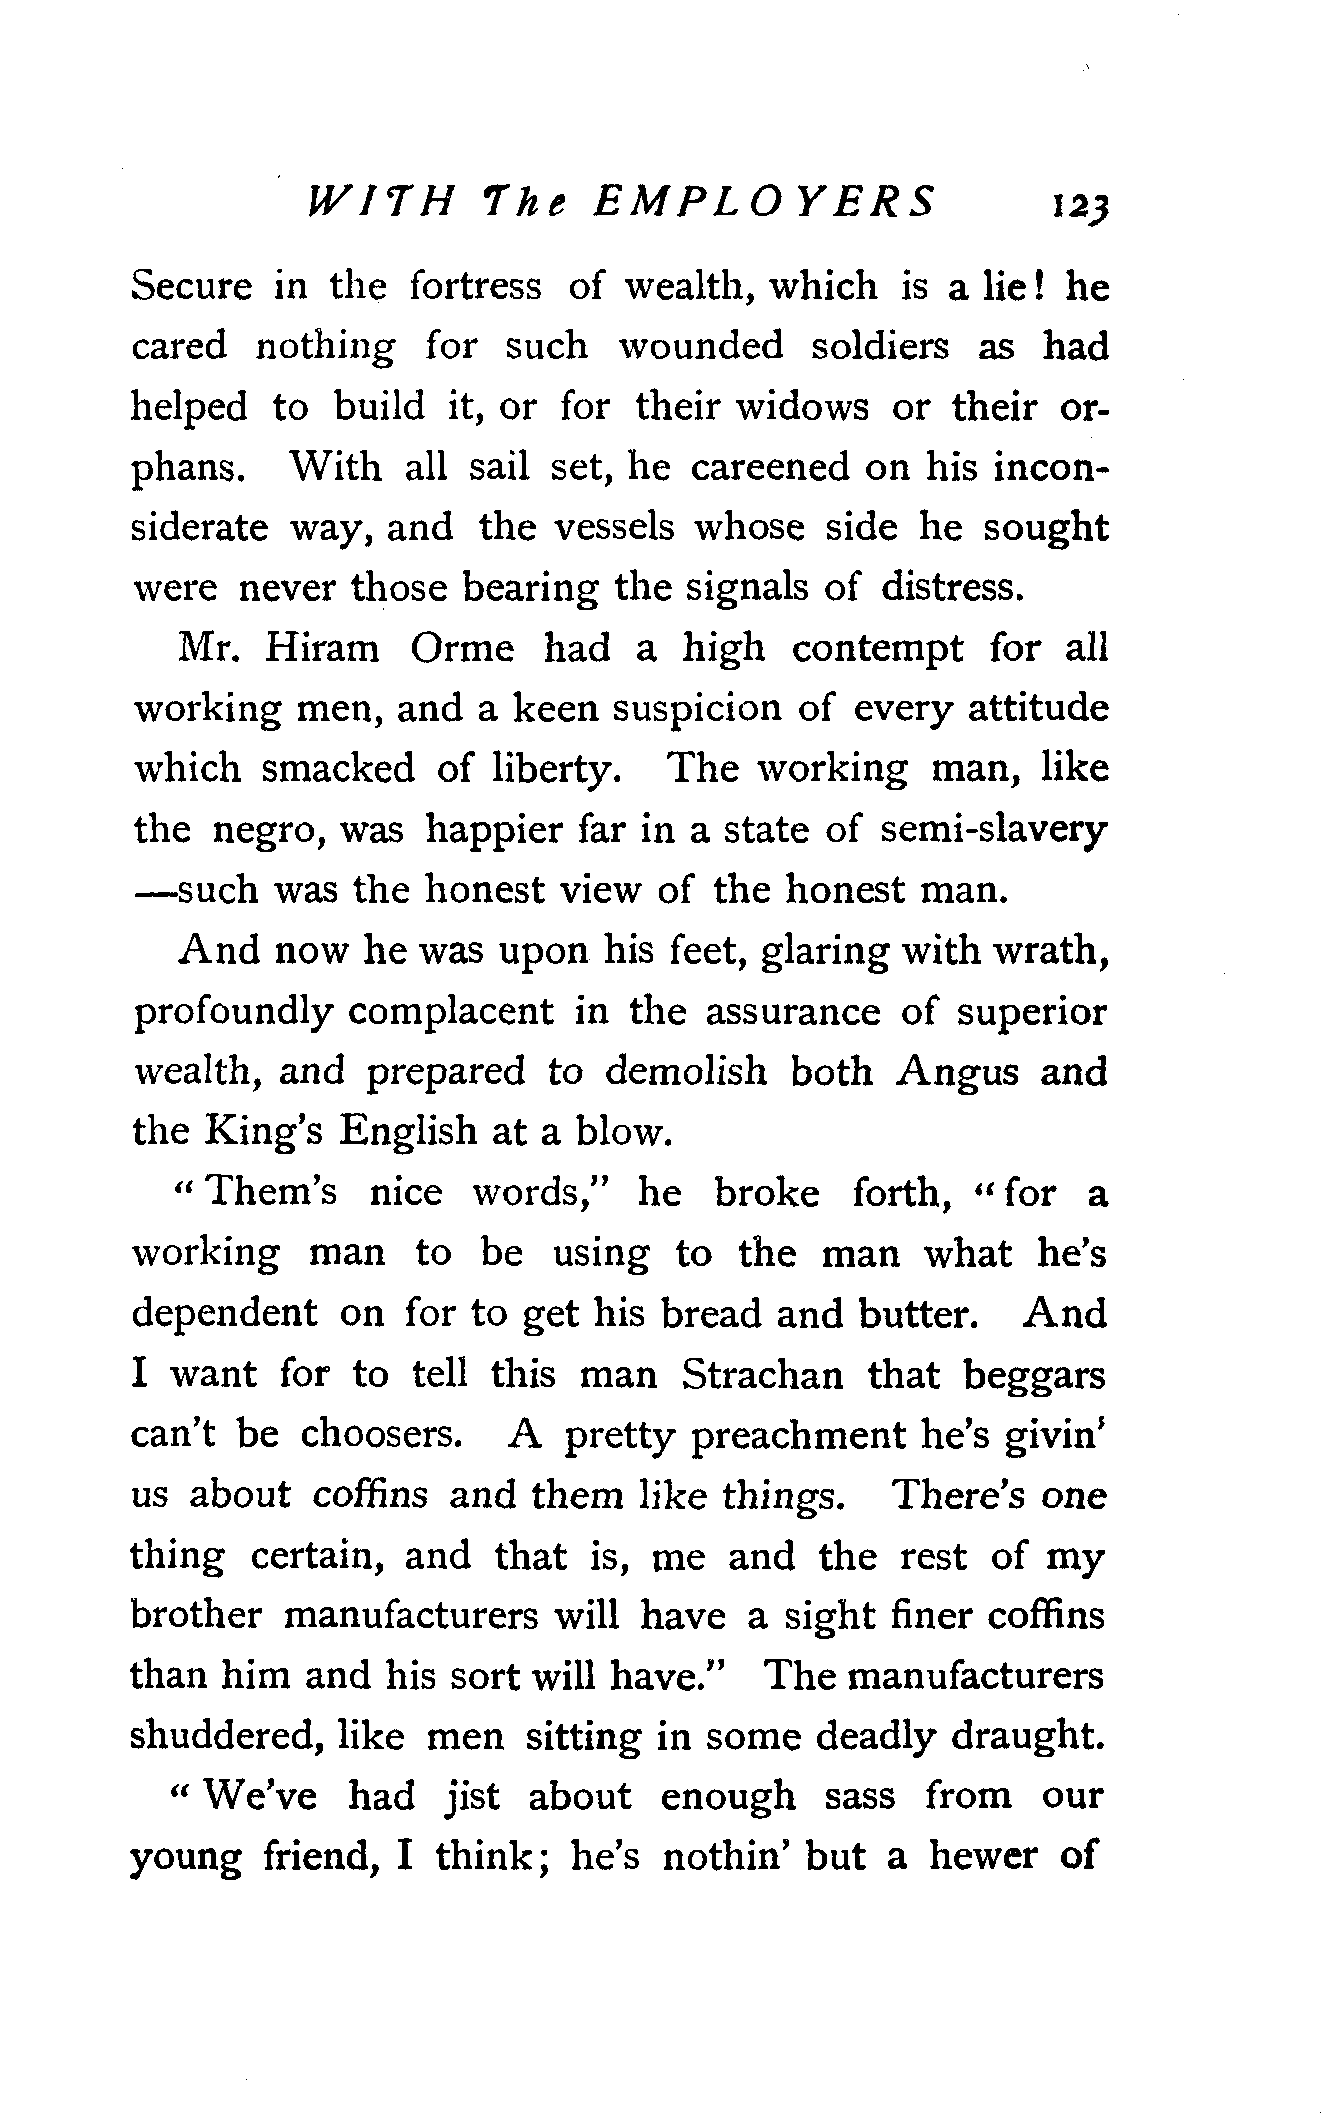 WITH The EMPLOYERS 123
Secure in the fortress of wealth, which is a lie! he
cared nothing for such wounded soldiers as had
helped to build it, or for their widows or their or-
phans. With all sail set, he careened on his incon-
siderate way, and the vessels whose side he sought
were never those bearing the signals of distress.
Mr. Hiram Orme had a high contempt for all
working men, and a keen suspicion of every attitude
which smacked of liberty. The working man, like
the negro, was happier far in a state of semi-slavery
—such was the honest view of the honest man.
And now he was upon his feet, glaring with wrath,
profoundly complacent in the assurance of superior
wealth, and prepared to demolish both Angus and
the King's English at a blow.
"Them's nice words," he broke forth, "for a
working man to be using to the man what he's
dependent on for to get his bread and butter. And
I want for to tell this man Strachan that beggars
can't be choosers. A pretty preachment he's givin'
us about coffins and them like things. There's one
thing certain, and that is, me and the rest of my
brother manufacturers will have a sight finer coffins
than him and his sort will have." The manufacturers
shuddered, like men sitting in some deadly draught.
"We've had jist about enough sass from our
young friend, I think; he's nothin' but a hewer of